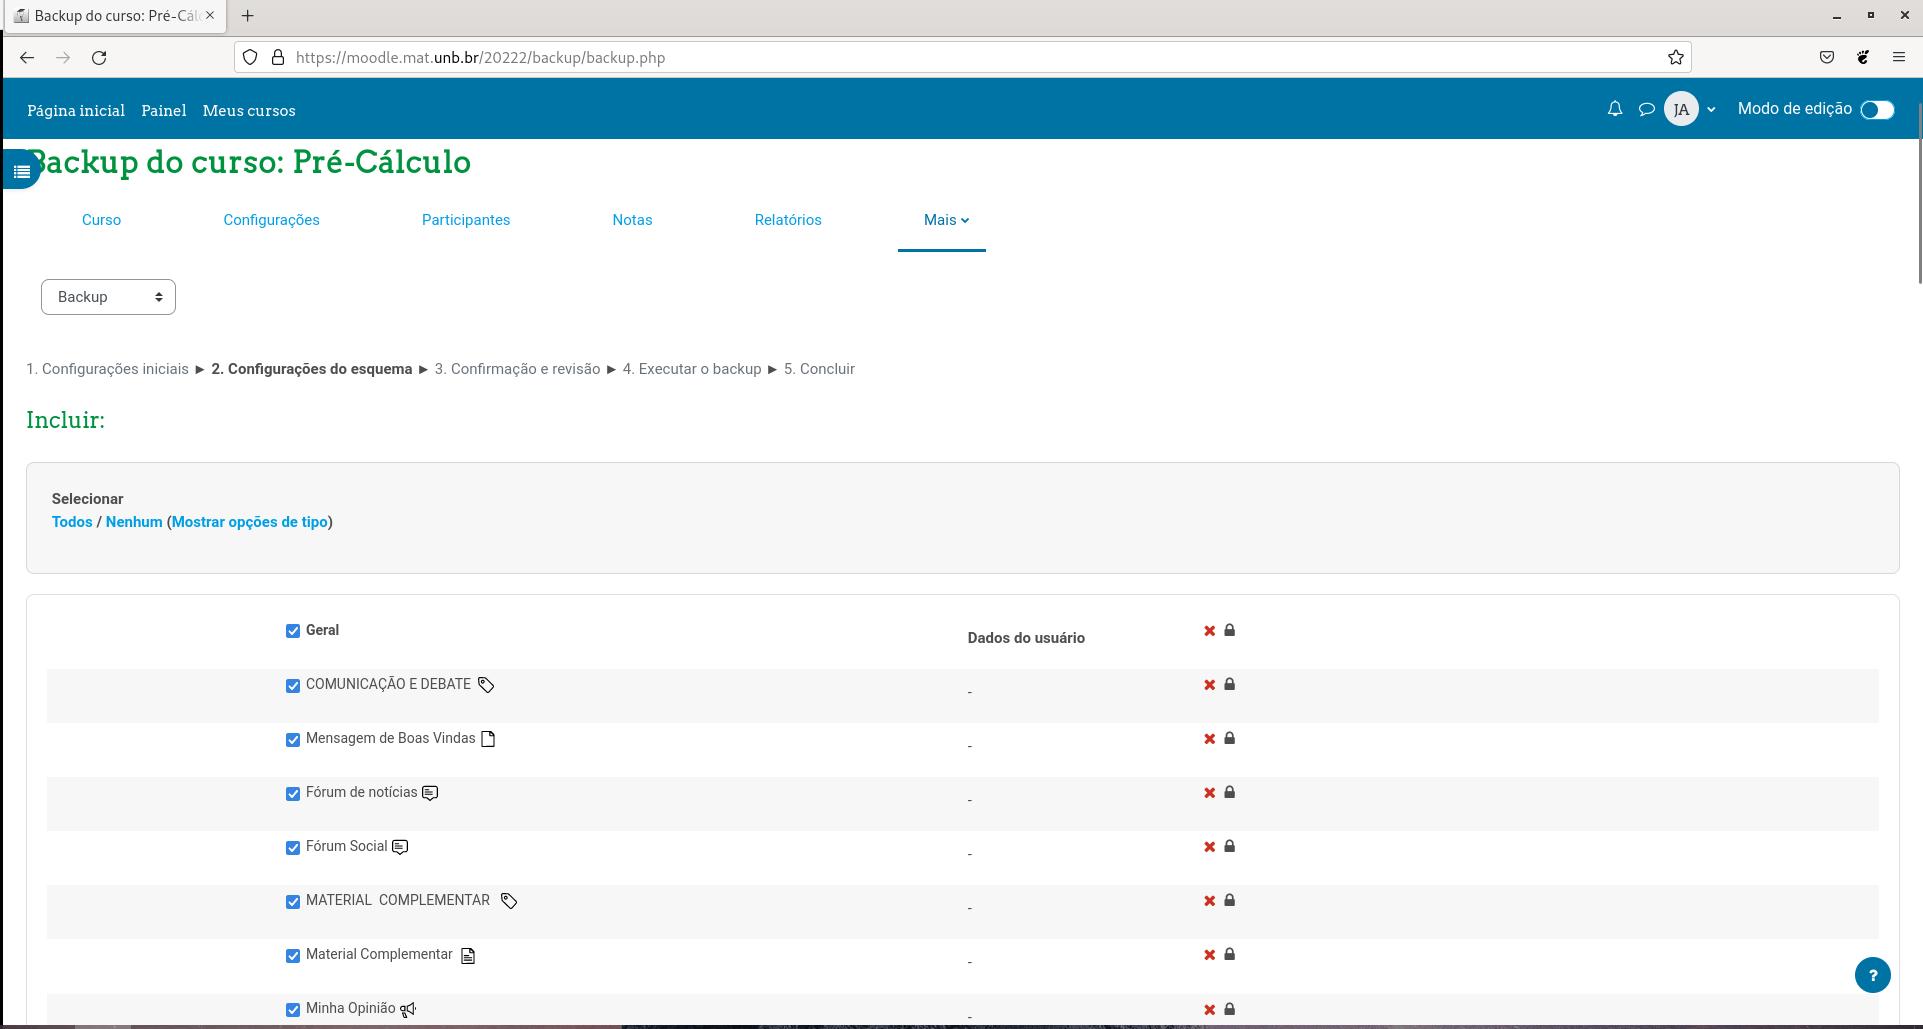 Backup do curso: Pré-Cál
https://moodle.mat.unb.br/20222/backup/backup.php
Página inicial Painel Meus cursos JA Modo de edição
Backup do curso: Pré-Cálculo
Curso Configurações Participantes Notas Relatórios Mais
Backup
1. Configurações iniciais ► 2. Configurações do esquema ► 3. Confirmação e revisão ► 4. Executar o backup ► 5. Concluir
Incluir:
Selecionar
Todos / Nenhum (Mostrar opções de tipo)
Geral Dados do usuário
COMUNICAÇÃO E DEBATE -
Mensagem de Boas Vindas -
Fórum de notícias -
Fórum Social -
MATERIAL COMPLEMENTAR -
Material Complementar -
?
Minha Opinião -